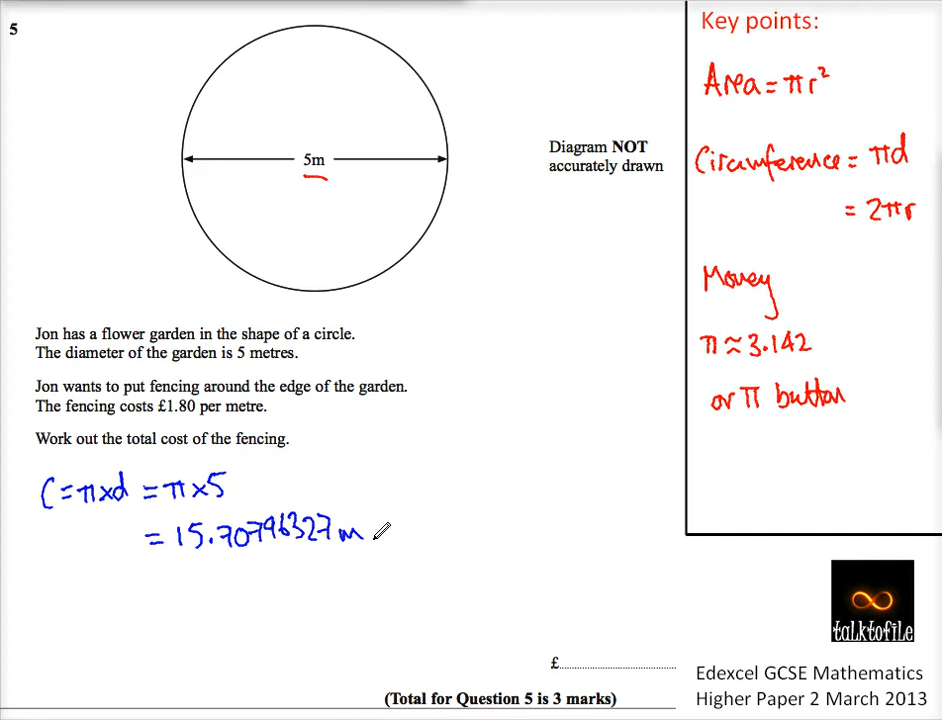 5
5m
Diagram NOT
accurately drawn
Jon has a flower garden in the shape of a circle.
The diameter of the garden is 5 metres.
Jon wants to put fencing around the edge of the garden.
The fencing costs £1.80 per metre.
Work out the total cost of the fencing.
C = π × d = π × 5
= 15.70796327 m
£
(Total for Question 5 is 3 marks)
Key points:
Area = πr²
Circumference = πd
= 2πr
Money
π ≈ 3.142
or π button
talktofile
Edexcel GCSE Mathematics
Higher Paper 2 March 2013